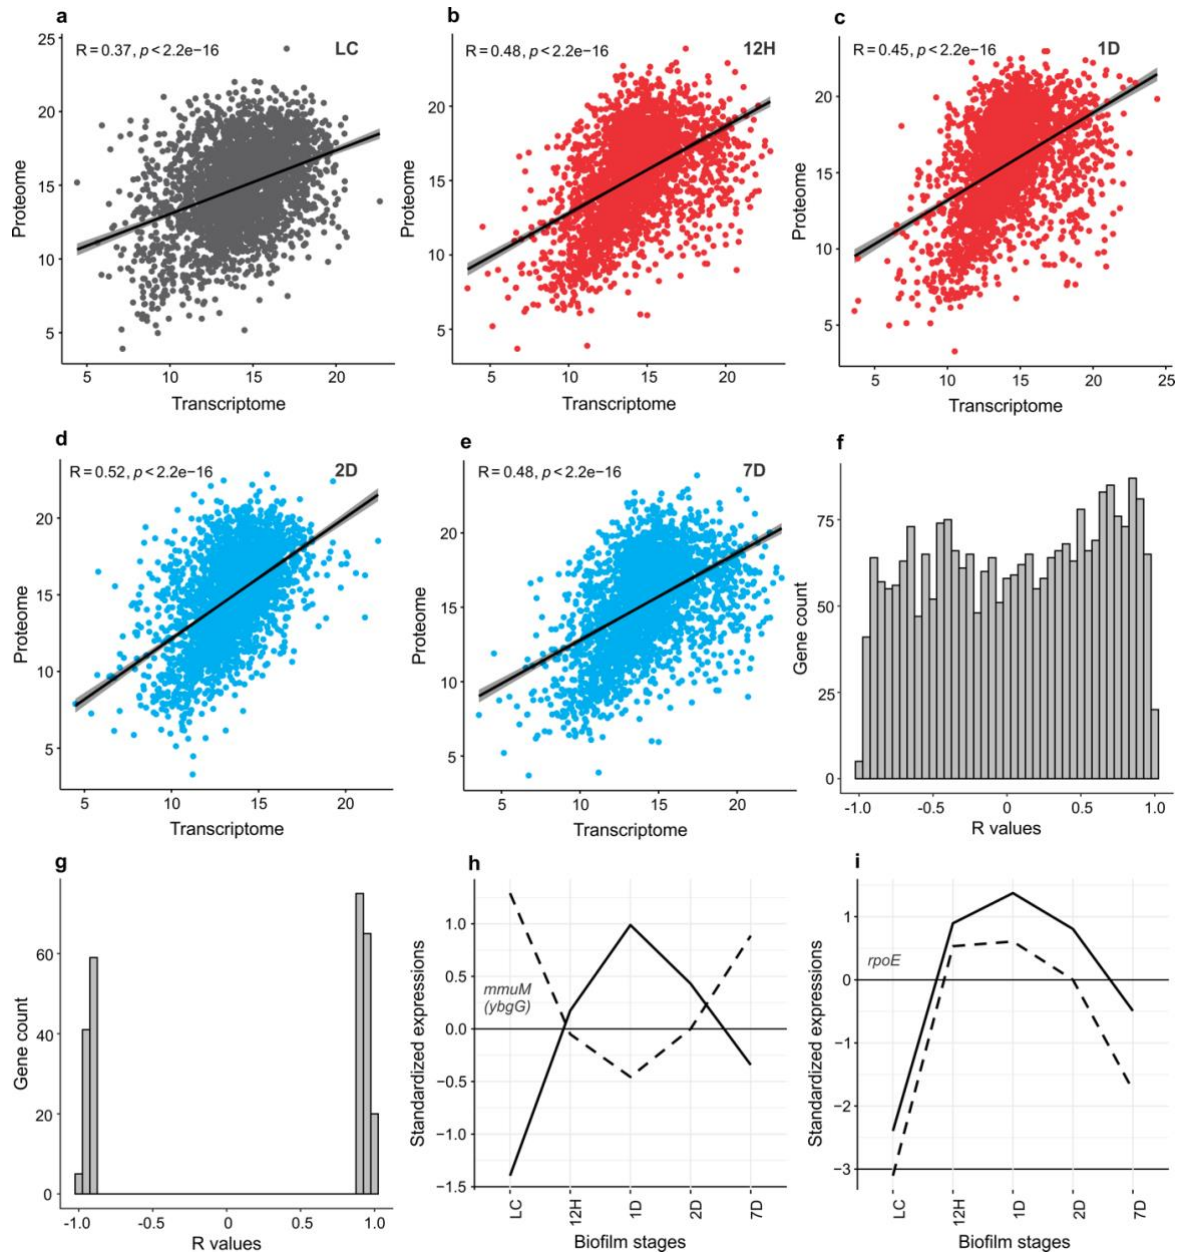 a
R = 0.37, p < 2.2e−16
LC
25
20
15
10
5
Proteome
5
10
15
20
Transcriptome
b
R = 0.48, p < 2.2e−16
12H
20
15
10
5
Proteome
5
10
15
20
Transcriptome
c
R = 0.45, p < 2.2e−16
1D
20
15
10
5
Proteome
5
10
15
20
25
Transcriptome
d
R = 0.52, p < 2.2e−16
2D
20
15
10
5
Proteome
5
10
15
20
Transcriptome
e
R = 0.48, p < 2.2e−16
7D
20
15
10
5
Proteome
5
10
15
20
Transcriptome
f
75
50
25
0
Gene count
-1.0
-0.5
0
0.5
1.0
R values
g
60
40
20
0
Gene count
-1.0
-0.5
0
0.5
1.0
R values
h
1.0
0.5
0.0
−0.5
−1.0
−1.5
Standardized expressions
mmuM
(ybgG)
LC
12H
1D
2D
7D
Biofilm stages
i
1
0
−1
−2
−3
Standardized expressions
rpoE
LC
12H
1D
2D
7D
Biofilm stages